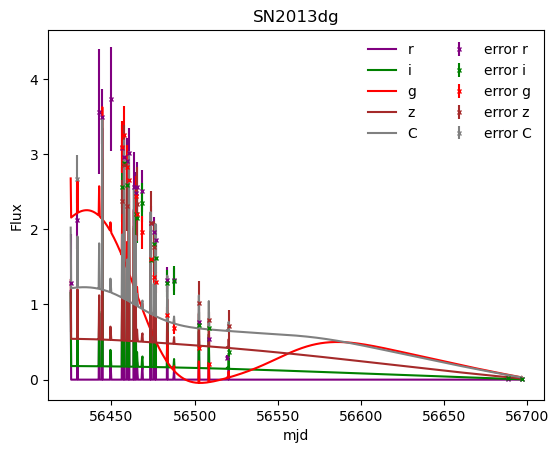 SN2013dg
r
i
g
z
C
error r
error i
error g
error z
error C
Flux
4
3
2
1
0
56450
56500
56550
56600
56650
56700
mjd